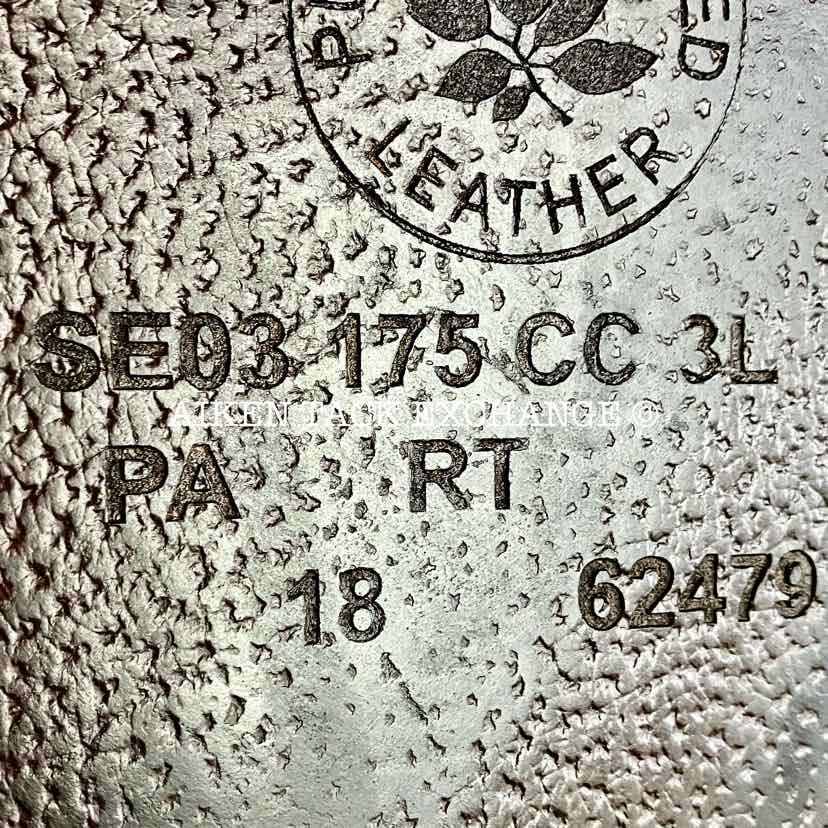 LEATHER
SE03 175 CC 3L
AIKEN TACK EXCHANGE ©
PA RT
18 62479